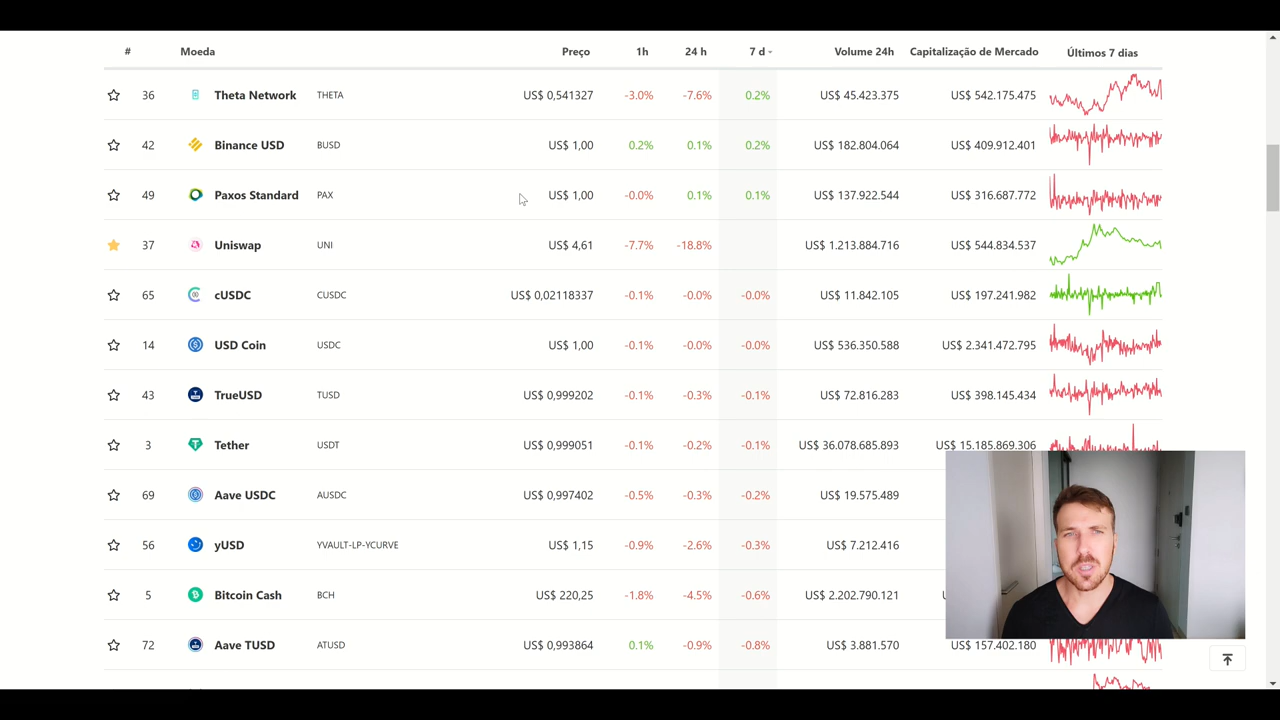 # Moeda Preço 1h 24 h 7 d Volume 24h Capitalização de Mercado Últimos 7 dias
36 Theta Network THETA US$ 0,541327 -3.0% -7.6% 0.2% US$ 45.423.375 US$ 542.175.475
42 Binance USD BUSD US$ 1,00 0.2% 0.1% 0.2% US$ 182.804.064 US$ 409.912.401
49 Paxos Standard PAX US$ 1,00 -0.0% 0.1% 0.1% US$ 137.922.544 US$ 316.687.772
37 Uniswap UNI US$ 4,61 -7.7% -18.8% US$ 1.213.884.716 US$ 544.834.537
65 cUSDC CUSDC US$ 0,02118337 -0.1% -0.0% -0.0% US$ 11.842.105 US$ 197.241.982
14 USD Coin USDC US$ 1,00 -0.1% -0.0% -0.0% US$ 536.350.588 US$ 2.341.472.795
43 TrueUSD TUSD US$ 0,999202 -0.1% -0.3% -0.1% US$ 72.816.283 US$ 398.145.434
3 Tether USDT US$ 0,999051 -0.1% -0.2% -0.1% US$ 36.078.685.893 US$ 15.185.869.306
69 Aave USDC AUSDC US$ 0,997402 -0.5% -0.3% -0.2% US$ 19.575.489
56 yUSD YVAULT-LP-YCURVE US$ 1,15 -0.9% -2.6% -0.3% US$ 7.212.416
5 Bitcoin Cash BCH US$ 220,25 -1.8% -4.5% -0.6% US$ 2.202.790.121
72 Aave TUSD ATUSD US$ 0,993864 0.1% -0.9% -0.8% US$ 3.881.570 US$ 157.402.180